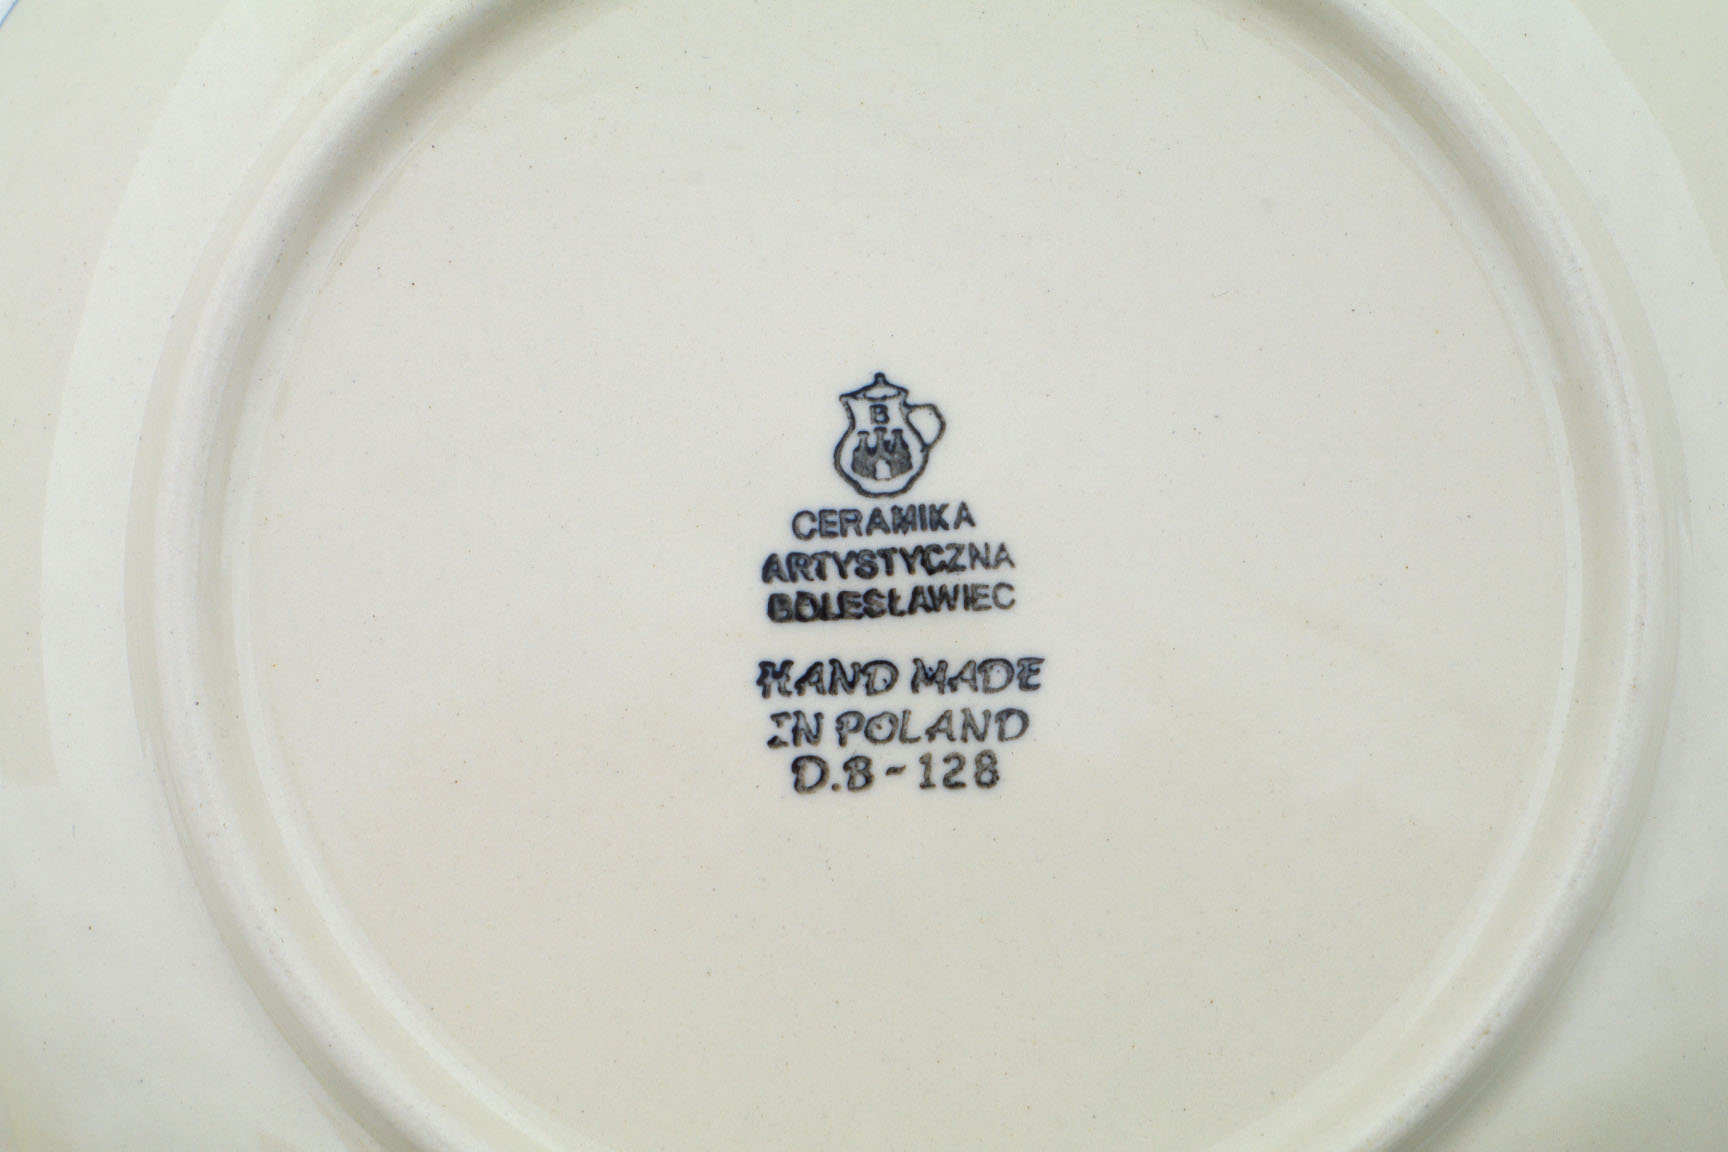 B
CERAMIKA
ARTYSTYCZNA
BOLESŁAWIEC
HAND MADE
IN POLAND
D.B-128